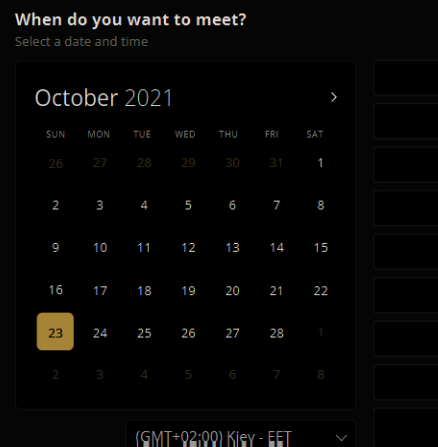 When do you want to meet?
Select a date and time
October 2021
SUN MON TUE WED THU FRI SAT
26 27 28 29 30 31 1
2 3 4 5 6 7 8
9 10 11 12 13 14 15
16 17 18 19 20 21 22
23 24 25 26 27 28 1
2 3 4 5 6 7 8
(GMT+02:00) Kiev - EET